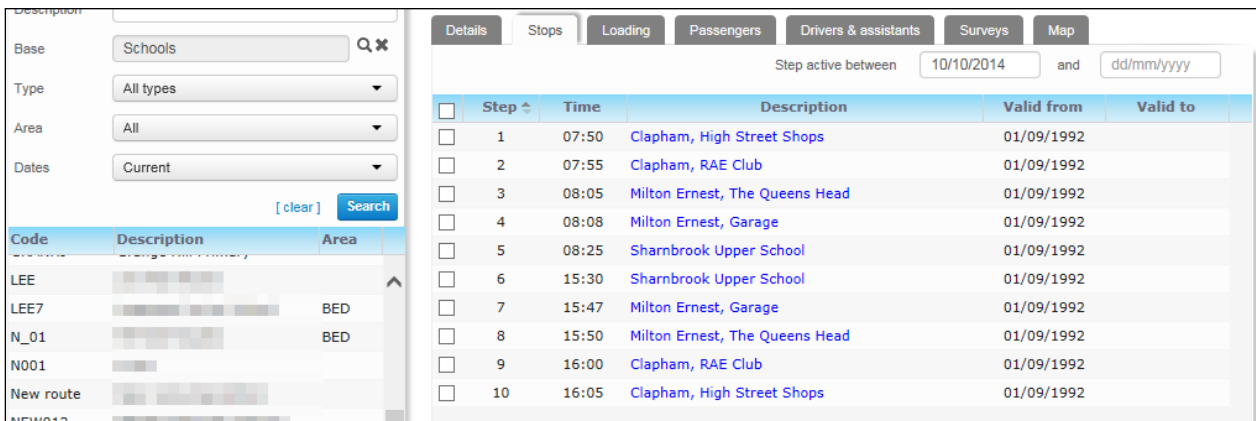 Description
Base Schools
Type All types
Area All
Dates Current
[ clear ] Search
Code Description Area
LEE
LEE7 BED
N_01 BED
N001
New route
NEW012
Details Stops Loading Passengers Drivers & assistants Surveys Map
Step active between 10/10/2014 and dd/mm/yyyy
Step Time Description Valid from Valid to
1 07:50 Clapham, High Street Shops 01/09/1992
2 07:55 Clapham, RAE Club 01/09/1992
3 08:05 Milton Ernest, The Queens Head 01/09/1992
4 08:08 Milton Ernest, Garage 01/09/1992
5 08:25 Sharnbrook Upper School 01/09/1992
6 15:30 Sharnbrook Upper School 01/09/1992
7 15:47 Milton Ernest, Garage 01/09/1992
8 15:50 Milton Ernest, The Queens Head 01/09/1992
9 16:00 Clapham, RAE Club 01/09/1992
10 16:05 Clapham, High Street Shops 01/09/1992